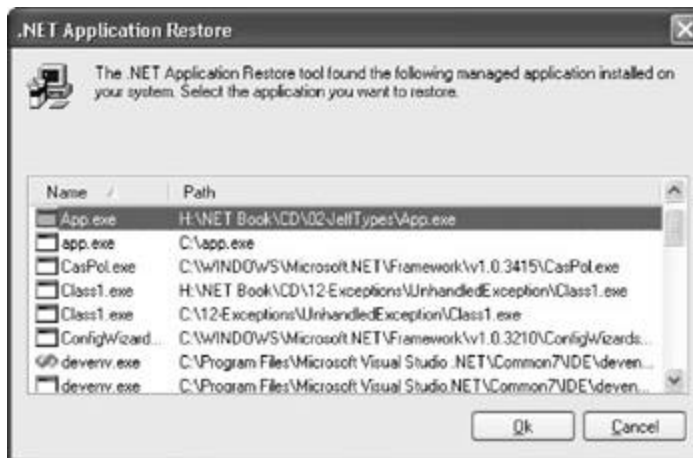 .NET Application Restore
The .NET Application Restore tool found the following managed application installed on
your system. Select the application you want to restore.
Name Path
App.exe H:\NET Book\CD\02-JeffTypes\App.exe
app.exe C:\app.exe
CasPol.exe C:\WINDOWS\Microsoft.NET\Framework\v1.0.3415\CasPol.exe
Class1.exe H:\NET Book\CD\12-Exceptions\UnhandledException\Class1.exe
Class1.exe C:\12-Exceptions\UnhandledException\Class1.exe
ConfigWizard... C:\WINDOWS\Microsoft.NET\Framework\v1.0.3210\ConfigWizards...
devenv.exe C:\Program Files\Microsoft Visual Studio .NET\Common7\IDE\deven...
devenv.exe C:\Program Files\Microsoft Visual Studio.NET\Common7\IDE\deven...
Ok Cancel